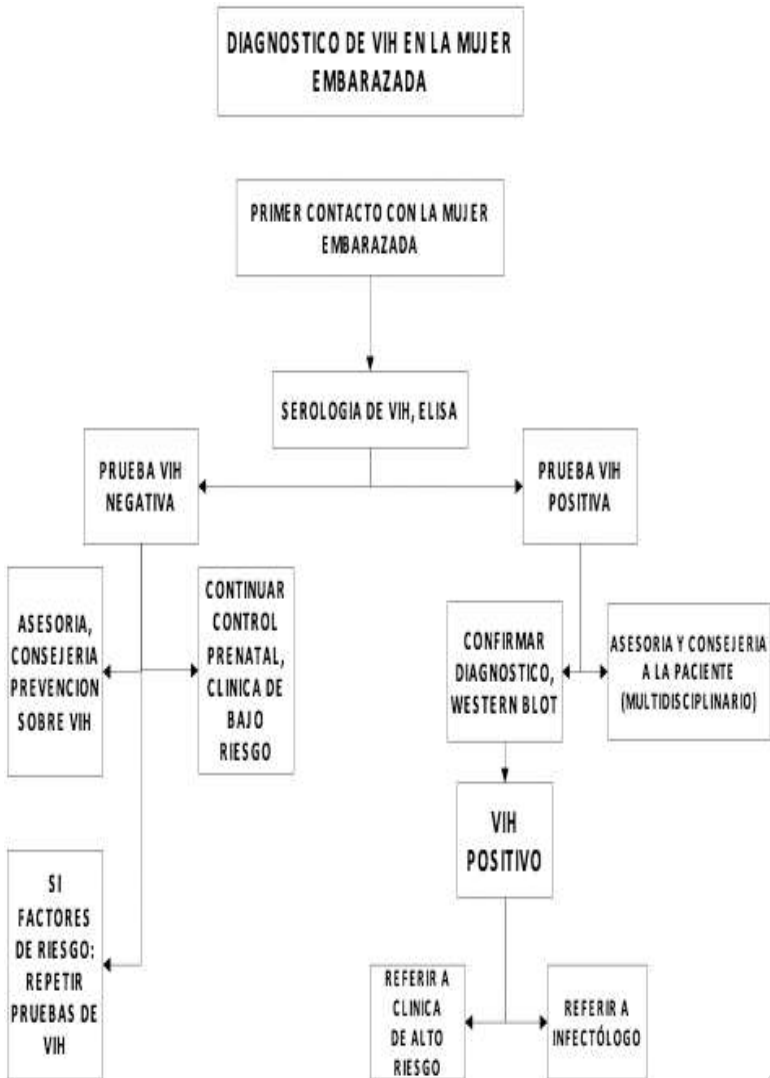 DIAGNOSTICO DE VIH EN LA MUJER
EMBARAZADA
PRIMER CONTACTO CON LA MUJER
EMBARAZADA
SEROLOGIA DE VIH, ELISA
PRUEBA VIH
NEGATIVA
PRUEBA VIH
POSITIVA
ASESORIA,
CONSEJERIA
PREVENCION
SOBRE VIH
CONTINUAR
CONTROL
PRENATAL,
CLINICA DE
BAJO
RIESGO
CONFIRMAR
DIAGNOSTICO,
WESTERN BLOT
ASESORIA Y CONSEJERIA
A LA PACIENTE
(MULTIDISCIPLINARIO)
VIH
POSITIVO
SI
FACTORES
DE RIESGO:
REPETIR
PRUEBAS DE
VIH
REFERIR A
CLINICA
DE ALTO
RIESGO
REFERIR A
INFECTÓLOGO